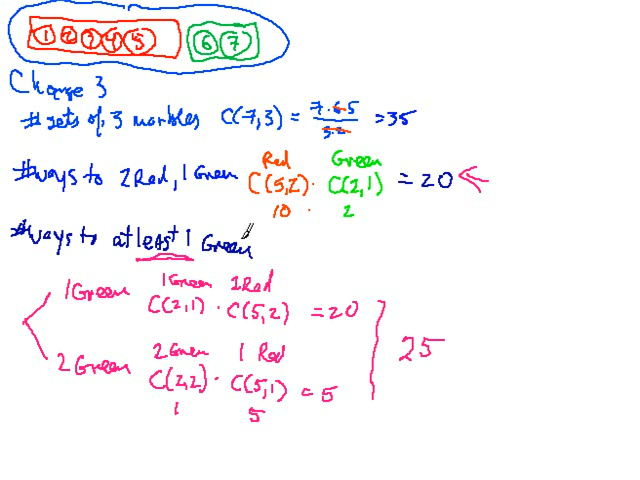 1 2 3 4 5 6 7
Choose 3
# sets of 3 marbles C(7,3) = 7·6·5 / 3·2 = 35
Red Green
#ways to 2 Red, 1 Green C(5,2) · C(2,1) = 20
10 · 2
#ways to at least 1 Green
1 Green 2 Red
1 Green C(2,1) · C(5,2) = 20
25
2 Green 1 Red
2 Green C(2,2) · C(5,1) = 5
1 5